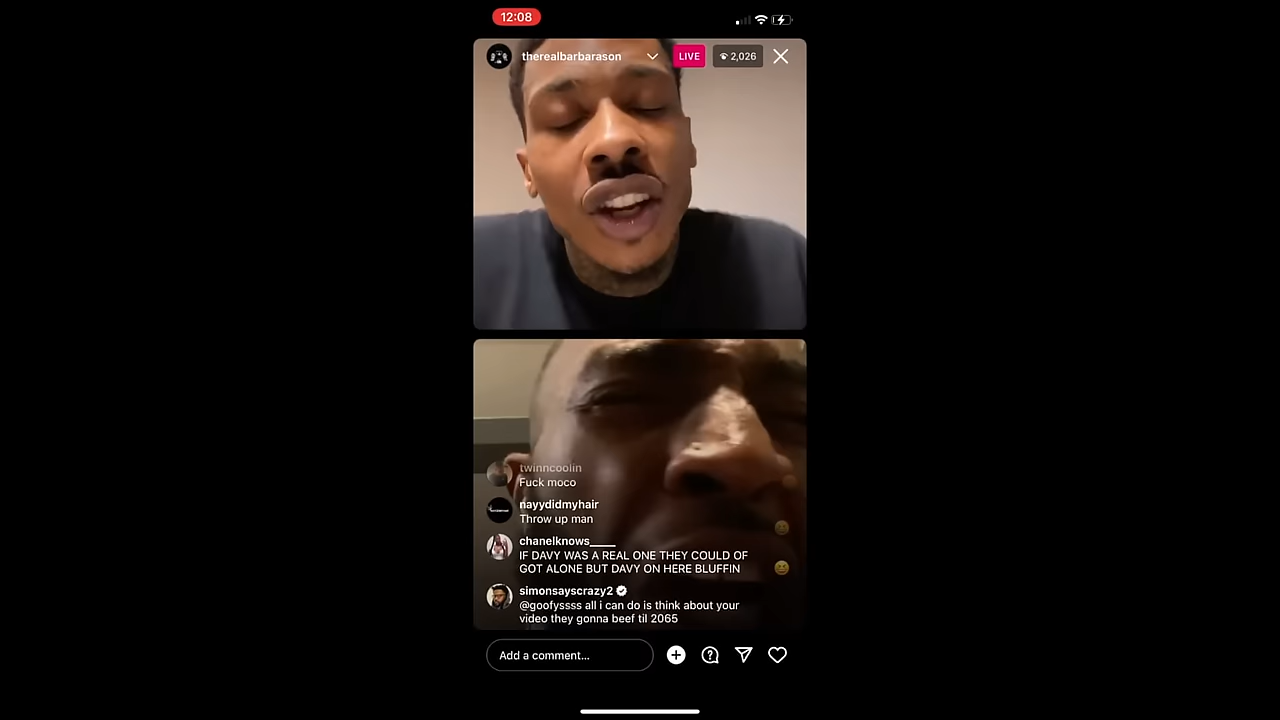 12:08
therealbarbarason
LIVE
2,026
twinncoolin
Fuck moco
nayydidmyhair
Throw up man
chanelknows_____
IF DAVY WAS A REAL ONE THEY COULD OF
GOT ALONE BUT DAVY ON HERE BLUFFIN
simonsayscrazy2
@goofyssss all i can do is think about your
video they gonna beef til 2065
Add a comment...